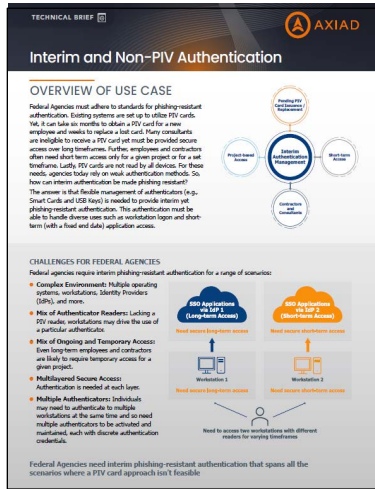 TECHNICAL BRIEF
AXIAD
Interim and Non-PIV Authentication
OVERVIEW OF USE CASE
Federal Agencies must adhere to standards for phishing-resistant
authentication. Existing systems are set up to utilize PIV cards.
Yet, it can take six months to obtain a PIV card for a new
employee and weeks to replace a lost card. Many consultants
are ineligible to receive a PIV card yet must be provided secure
access over long timeframes. Further, employees and contractors
often need short term access only for a given project or for a set
timeframe. Lastly, PIV cards are not read by all devices. For these
needs, agencies today rely on weak authentication methods. So,
how can interim authentication be made phishing resistant?
The answer is that flexible management of authenticators (e.g.,
Smart Cards and USB Keys) is needed to provide interim yet
phishing-resistant authentication. This authentication must be
able to handle diverse uses such as workstation logon and short-
term (with a fixed end date) application access.
Pending PIV
Card Issuance /
Replacement
Project-based
Access
Interim
Authentication
Management
Short-term
Access
Contractors
and
Consultants
CHALLENGES FOR FEDERAL AGENCIES
Federal agencies require interim phishing-resistant authentication for a range of scenarios:
Complex Environment: Multiple operating
systems, workstations, Identity Providers
(IdPs), and more.
Mix of Authenticator Readers: Lacking a
PIV reader, workstations may drive the use of
a particular authenticator.
Mix of Ongoing and Temporary Access:
Even long-term employees and contractors
are likely to require temporary access for a
given project.
Multilayered Secure Access:
Authentication is needed at each layer.
Multiple Authenticators: Individuals
may need to authenticate to multiple
workstations at the same time and so need
multiple authenticators to be activated and
maintained, each with discrete authentication
credentials.
SSO Applications
via IdP 1
(Long-term Access)
Need secure long-term access
Workstation 1
Need secure long-term access
SSO Applications
via IdP 2
(Short-term Access)
Need secure short-term access
Workstation 2
Need secure short-term access
Need to access two workstations with different
readers for varying timeframes
Federal Agencies need interim phishing-resistant authentication that spans all the
scenarios where a PIV card approach isn't feasible